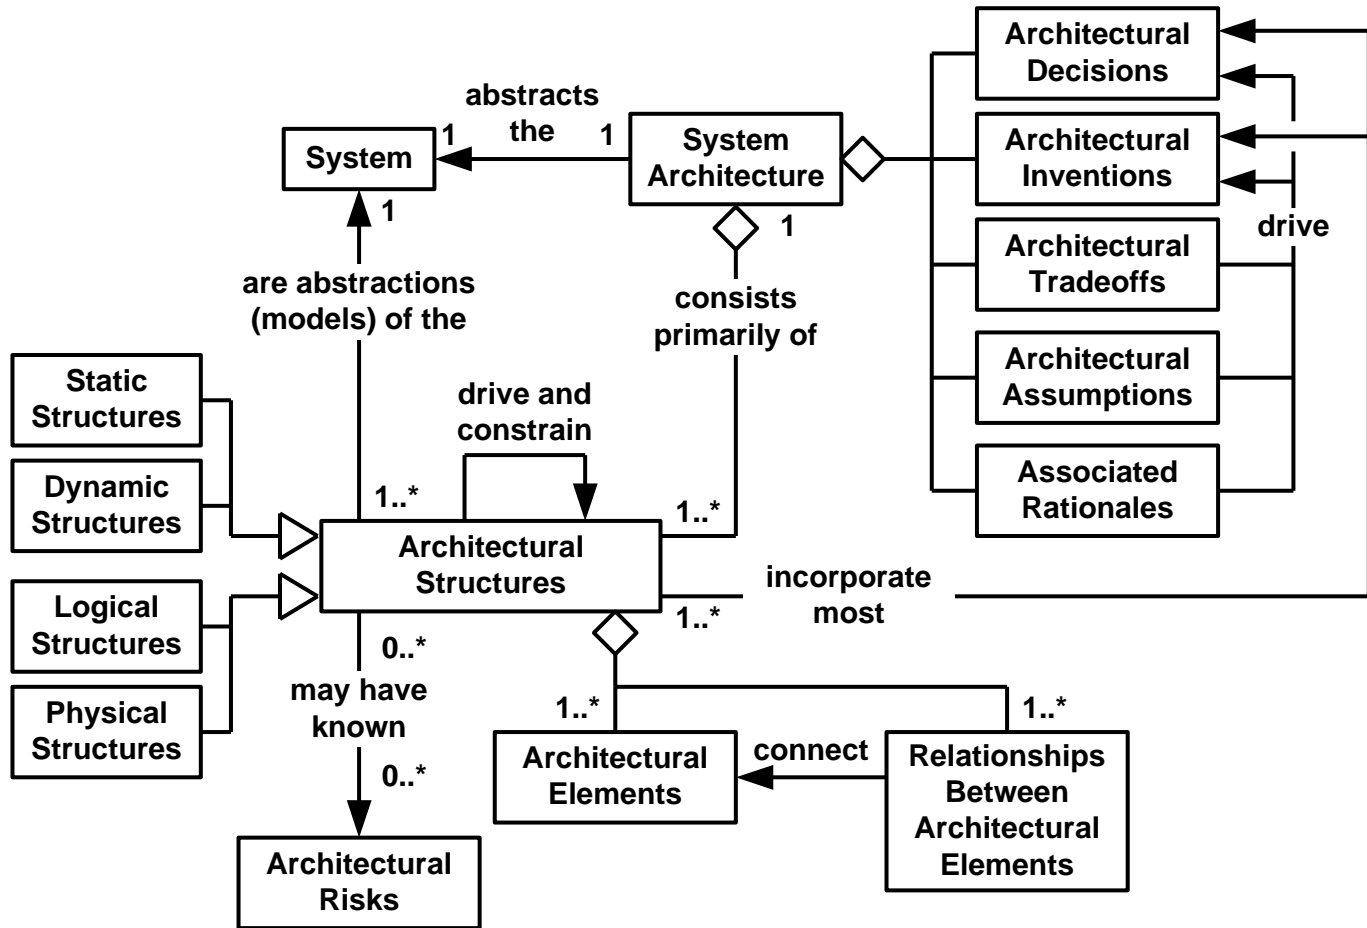 Architectural
Decisions
abstracts
the
1
1
System
System
Architecture
Architectural
Inventions
1
1
drive
are abstractions
(models) of the
consists
primarily of
Architectural
Tradeoffs
Static
Structures
drive and
constrain
Architectural
Assumptions
Dynamic
Structures
1..*
1..*
Associated
Rationales
Architectural
Structures
incorporate
most
1..*
Logical
Structures
0..*
may have
known
0..*
Physical
Structures
1..*
1..*
Architectural
Elements
connect
Relationships
Between
Architectural
Elements
Architectural
Risks